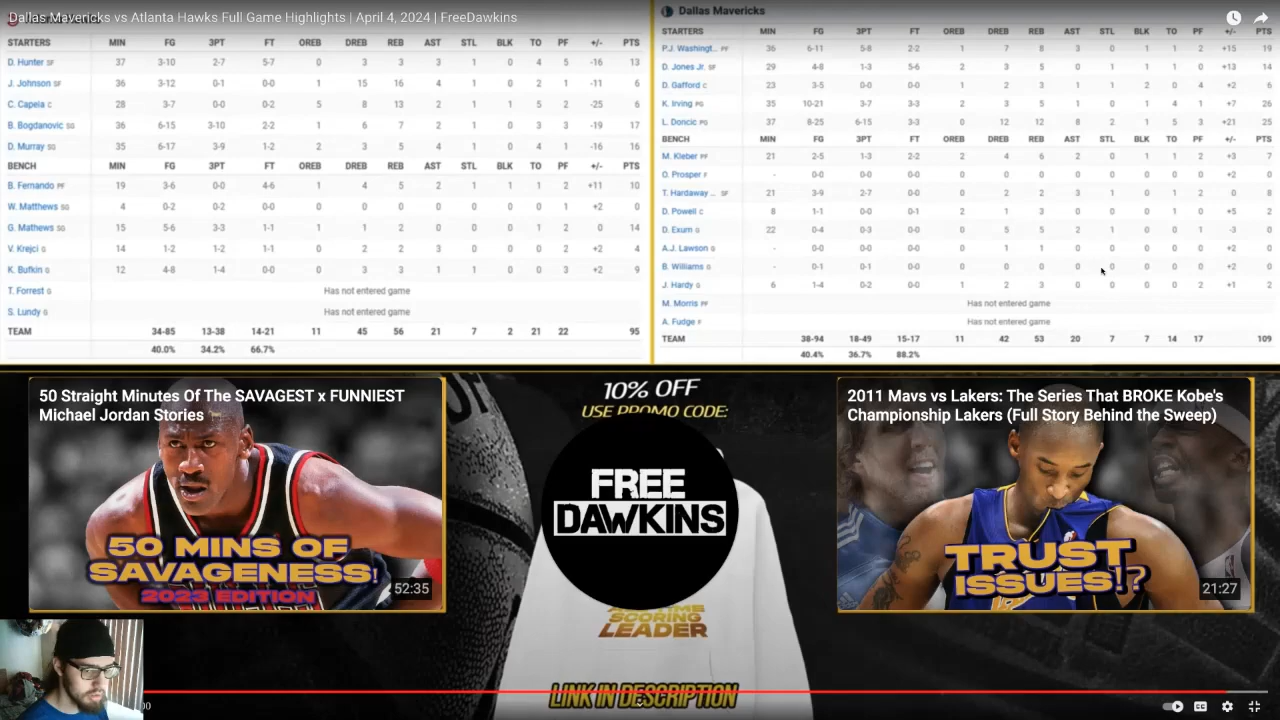 Dallas Mavericks vs Atlanta Hawks Full Game Highlights | April 4, 2024 | FreeDawkins
STARTERS MIN FG 3PT FT OREB DREB REB AST STL BLK TO PF +/- PTS
D. Hunter SF 37 3-10 2-7 5-7 0 3 3 3 1 0 4 5 -16 13
J. Johnson SF 36 3-12 0-1 0-0 1 15 16 4 1 0 2 1 -11 6
C. Capela C 28 3-7 0-0 0-2 5 8 13 2 1 1 5 2 -25 6
B. Bogdanovic SG 36 6-15 3-10 2-2 1 6 7 2 1 0 3 3 -19 17
D. Murray SG 35 6-17 3-9 1-2 2 3 5 4 1 0 4 1 -16 16
BENCH MIN FG 3PT FT OREB DREB REB AST STL BLK TO PF +/- PTS
B. Fernando PF 19 3-6 0-0 4-6 1 4 5 2 1 1 1 2 +11 10
W. Matthews SG 4 0-2 0-2 0-0 0 0 0 0 0 0 0 1 +2 0
G. Mathews SG 15 5-6 3-3 1-1 1 1 2 0 0 0 1 2 0 14
V. Krejci G 14 1-2 1-2 1-1 0 2 2 3 0 0 0 2 +2 4
K. Bufkin G 12 4-8 1-4 0-0 0 3 3 1 1 0 0 3 +2 9
T. Forrest G Has not entered game
S. Lundy G Has not entered game
TEAM 34-85 13-38 14-21 11 45 56 21 7 2 21 22 95
40.0% 34.2% 66.7%
Dallas Mavericks
STARTERS MIN FG 3PT FT OREB DREB REB AST STL BLK TO PF +/- PTS
P.J. Washingt... PF 36 6-11 5-8 2-2 1 7 8 3 0 1 1 2 +15 19
D. Jones Jr. SF 29 4-8 1-3 5-6 2 3 5 0 1 1 1 0 +13 14
D. Gafford C 23 3-5 0-0 0-0 1 2 3 1 1 2 0 4 +2 6
K. Irving PG 35 10-21 3-7 3-3 2 3 5 1 0 1 4 1 +7 26
L. Doncic PG 37 8-25 6-15 3-3 0 12 12 8 2 1 5 3 +21 25
BENCH MIN FG 3PT FT OREB DREB REB AST STL BLK TO PF +/- PTS
M. Kleber PF 21 2-5 1-3 2-2 2 4 6 2 0 1 1 2 +3 7
O. Prosper F - 0-0 0-0 0-0 0 0 0 0 0 0 0 0 +2 0
T. Hardaway ... SF 21 3-9 2-7 0-0 0 2 2 3 1 0 1 2 0 8
D. Powell C 8 1-1 0-0 0-1 2 1 3 0 0 0 0 1 +5 2
D. Exum G 22 0-4 0-3 0-0 0 5 5 2 1 0 0 1 -3 0
A.J. Lawson G - 0-0 0-0 0-0 0 1 1 0 0 0 0 0 +2 0
B. Williams G - 0-1 0-1 0-0 0 0 0 0 0 0 0 0 +2 0
J. Hardy G 6 1-4 0-2 0-0 1 2 3 0 0 0 0 2 +1 2
M. Morris PF Has not entered game
A. Fudge F Has not entered game
TEAM 38-94 18-49 15-17 11 42 53 20 7 7 14 17 109
40.4% 36.7% 88.2%
50 Straight Minutes Of The SAVAGEST x FUNNIEST
Michael Jordan Stories
50 MINS OF
SAVAGENESS!
2023 EDITION
52:35
10% OFF
USE PROMO CODE:
FREE
DAWKINS
SCORING
LEADER
LINK IN DESCRIPTION
2011 Mavs vs Lakers: The Series That BROKE Kobe's
Championship Lakers (Full Story Behind the Sweep)
TRUST
ISSUES!?
21:27
CC